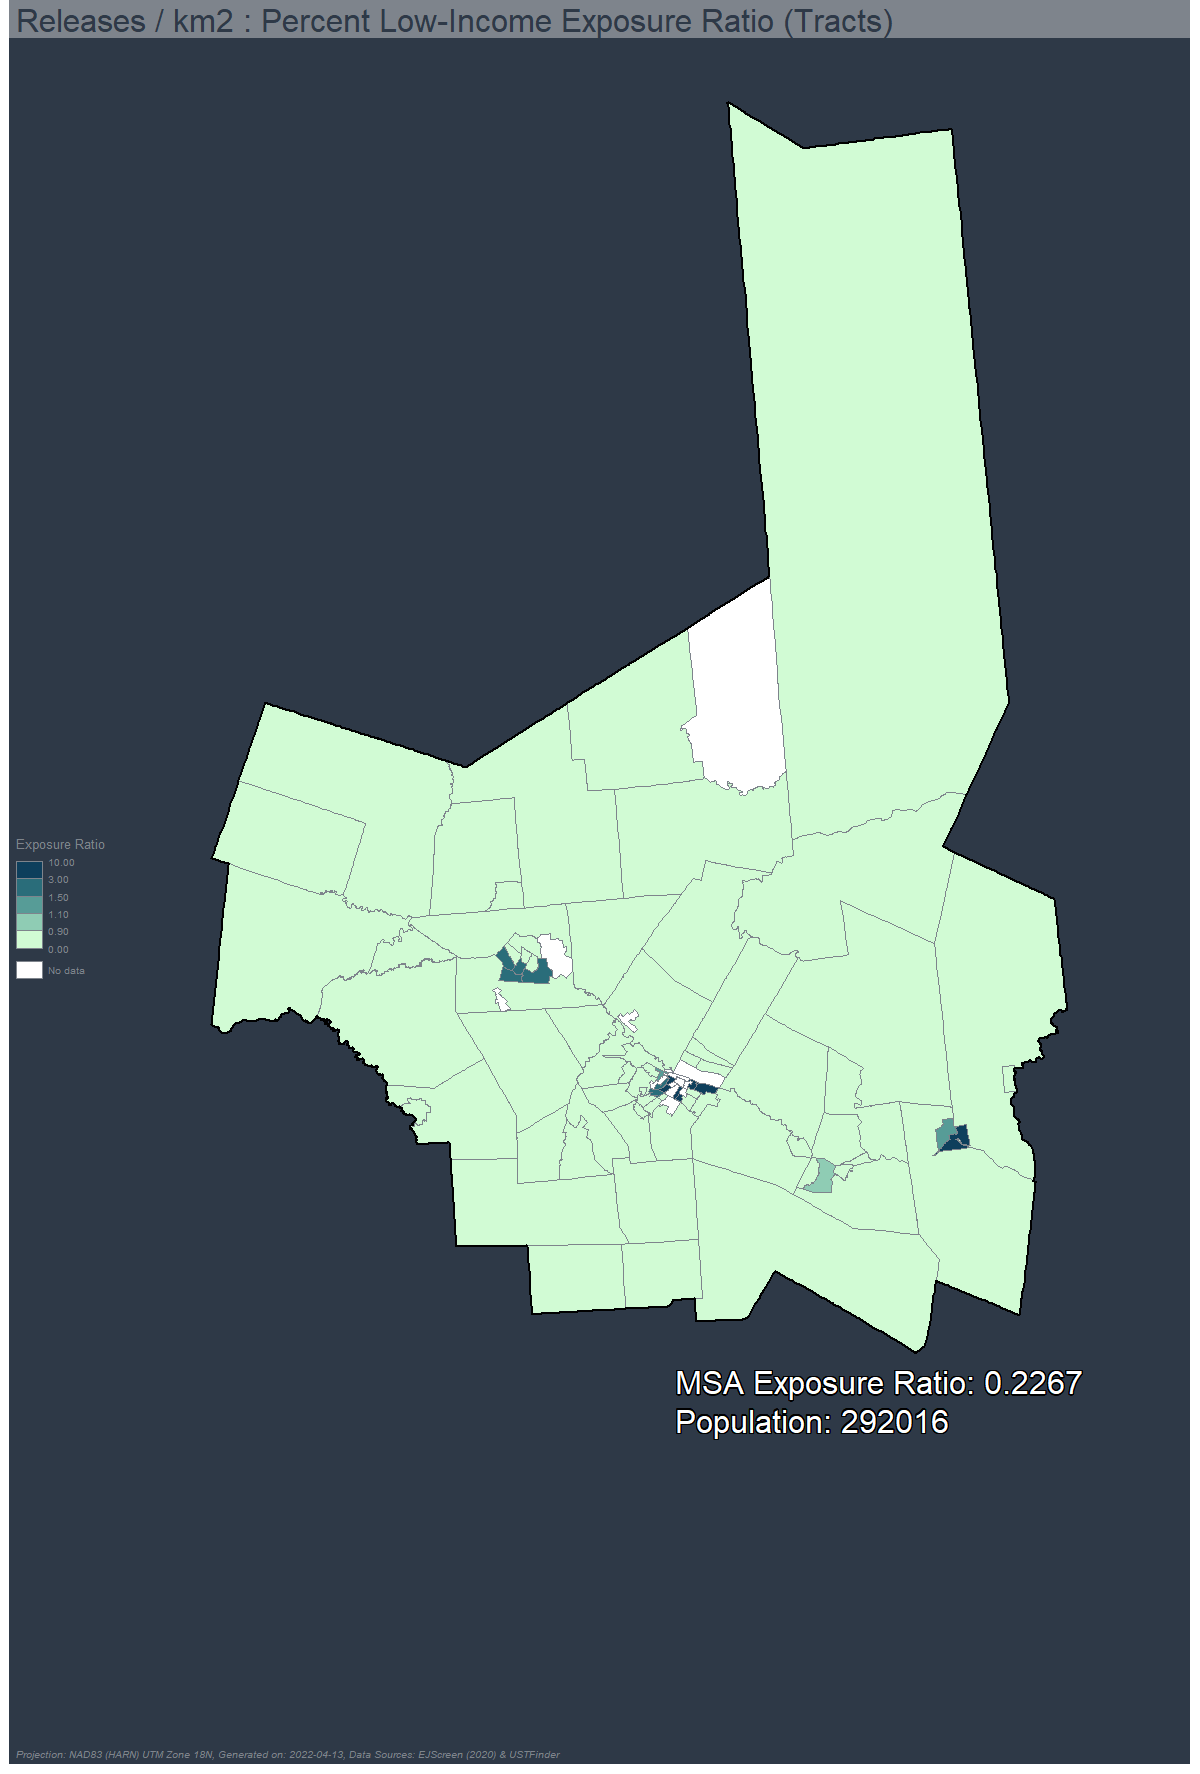 Releases / km2 : Percent Low-Income Exposure Ratio (Tracts)
Exposure Ratio
10.00
3.00
1.50
1.10
0.90
0.00
No data
MSA Exposure Ratio: 0.2267
Population: 292016
Projection: NAD83 (HARN) UTM Zone 18N, Generated on: 2022-04-13, Data Sources: EJScreen (2020) & USTFinder